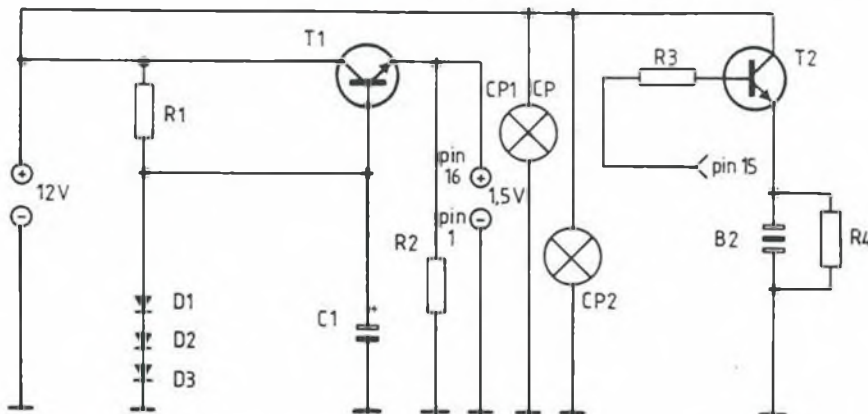 T1
R3
T2
CP1 CP
R1
pin
16
pin 15
12V
1,5V
pin
1
R2
B2
R4
D1
C1
CP2
D2
D3